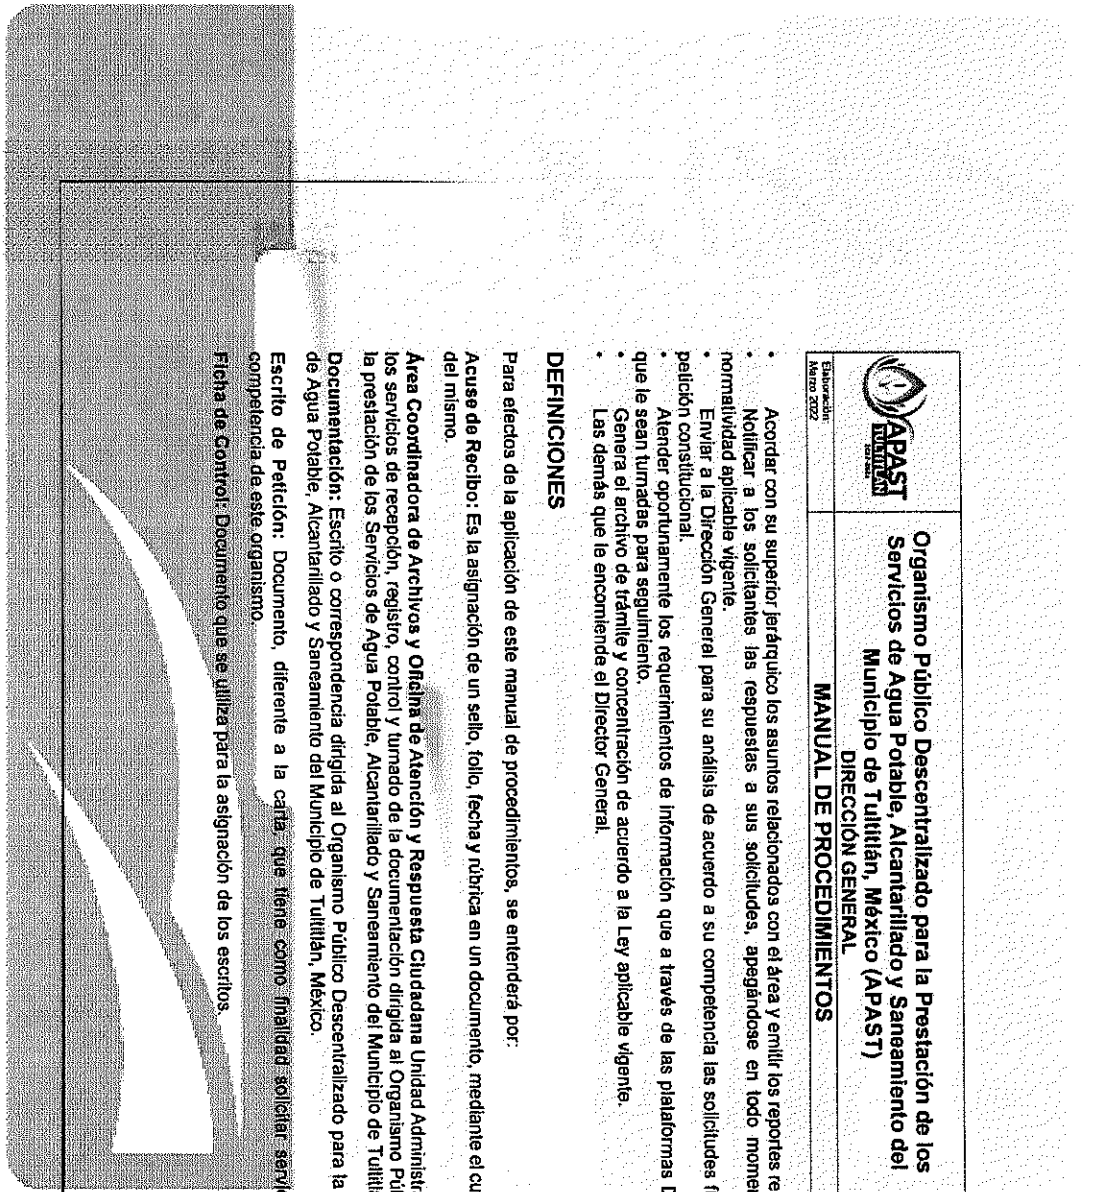 APAST
TULTITLÁN
Organismo Público Descentralizado para la Prestación de los
Servicios de Agua Potable, Alcantarillado y Saneamiento del
Municipio de Tultitlán, México (APAST)
DIRECCIÓN GENERAL
Elaboración:
Marzo 2022
MANUAL DE PROCEDIMIENTOS
• Acordar con su superior jerárquico los asuntos relacionados con el área y emitir los reportes re
• Notificar a los solicitantes las respuestas a sus solicitudes, apegándose en todo momen
normatividad aplicable vigente.
• Enviar a la Dirección General para su análisis de acuerdo a su competencia las solicitudes f
petición constitucional.
• Atender oportunamente los requerimientos de información que a través de las plataformas D
que le sean turnadas para seguimiento.
• Genera el archivo de trámite y concentración de acuerdo a la Ley aplicable vigente.
• Las demás que le encomiende el Director General.
DEFINICIONES
Para efectos de la aplicación de este manual de procedimientos, se entenderá por:
Acuse de Recibo: Es la asignación de un sello, folio, fecha y rúbrica en un documento, mediante el cu
del mismo.
Área Coordinadora de Archivos y Oficina de Atención y Respuesta Ciudadana Unidad Administr
los servicios de recepción, registro, control y turnado de la documentación dirigida al Organismo Pú
la prestación de los Servicios de Agua Potable, Alcantarillado y Saneamiento del Municipio de Tultitl
Documentación: Escrito o correspondencia dirigida al Organismo Público Descentralizado para la
de Agua Potable, Alcantarillado y Saneamiento del Municipio de Tultitlán, México.
Escrito de Petición: Documento, diferente a la carta, que tiene como finalidad solicitar servic
competencia de este organismo.
Ficha de Control: Documento que se utiliza para la asignación de los escritos.